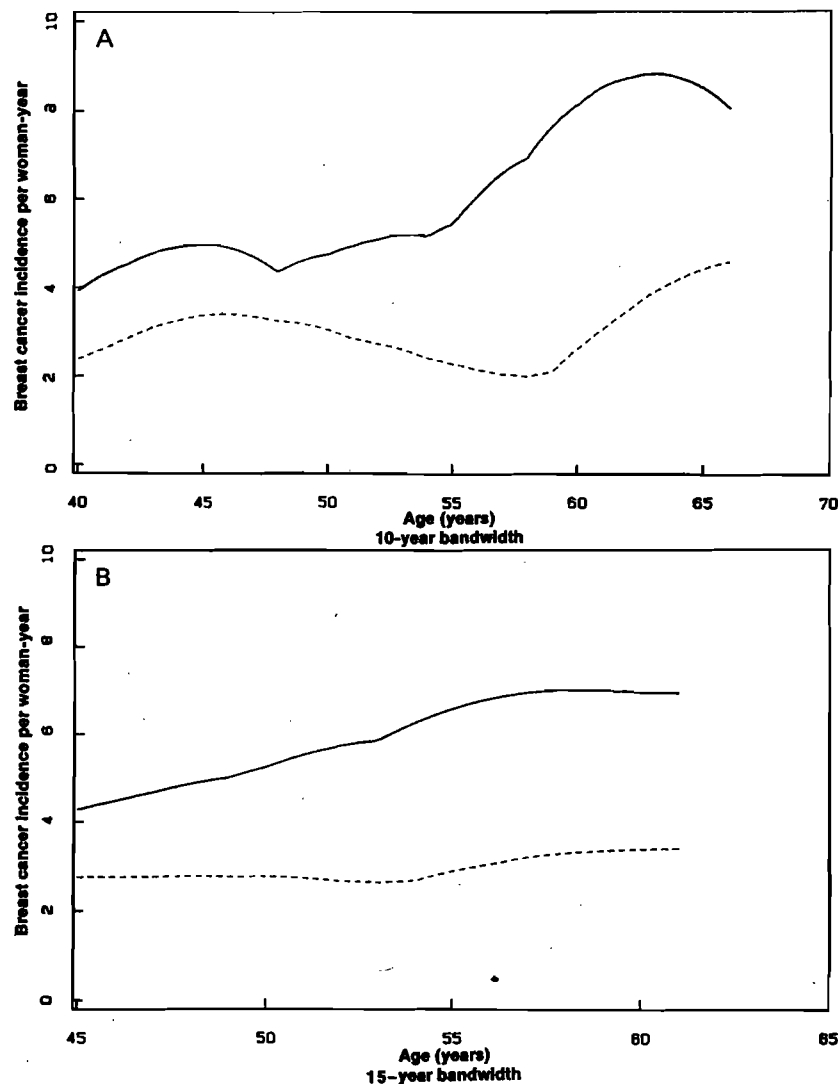 A
Breast cancer incidence per woman-year
10
8
6
4
2
0
40 45 50 55 60 65 70
Age (years)
10-year bandwidth
B
Breast cancer incidence per woman-year
10
8
6
4
2
0
45 50 55 60 65
Age (years)
15-year bandwidth